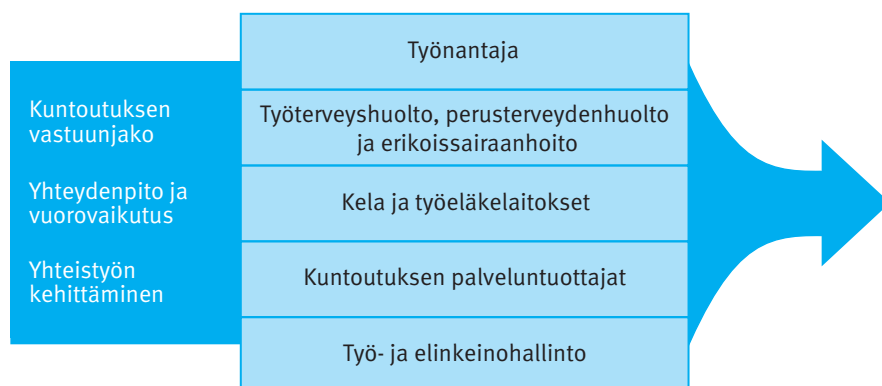 Kuntoutuksen
vastuunjako
Yhteydenpito ja
vuorovaikutus
Yhteistyön
kehittäminen
Työnantaja
Työterveyshuolto, perusterveydenhuolto
ja erikoissairaanhoito
Kela ja työeläkelaitokset
Kuntoutuksen palveluntuottajat
Työ- ja elinkeinohallinto